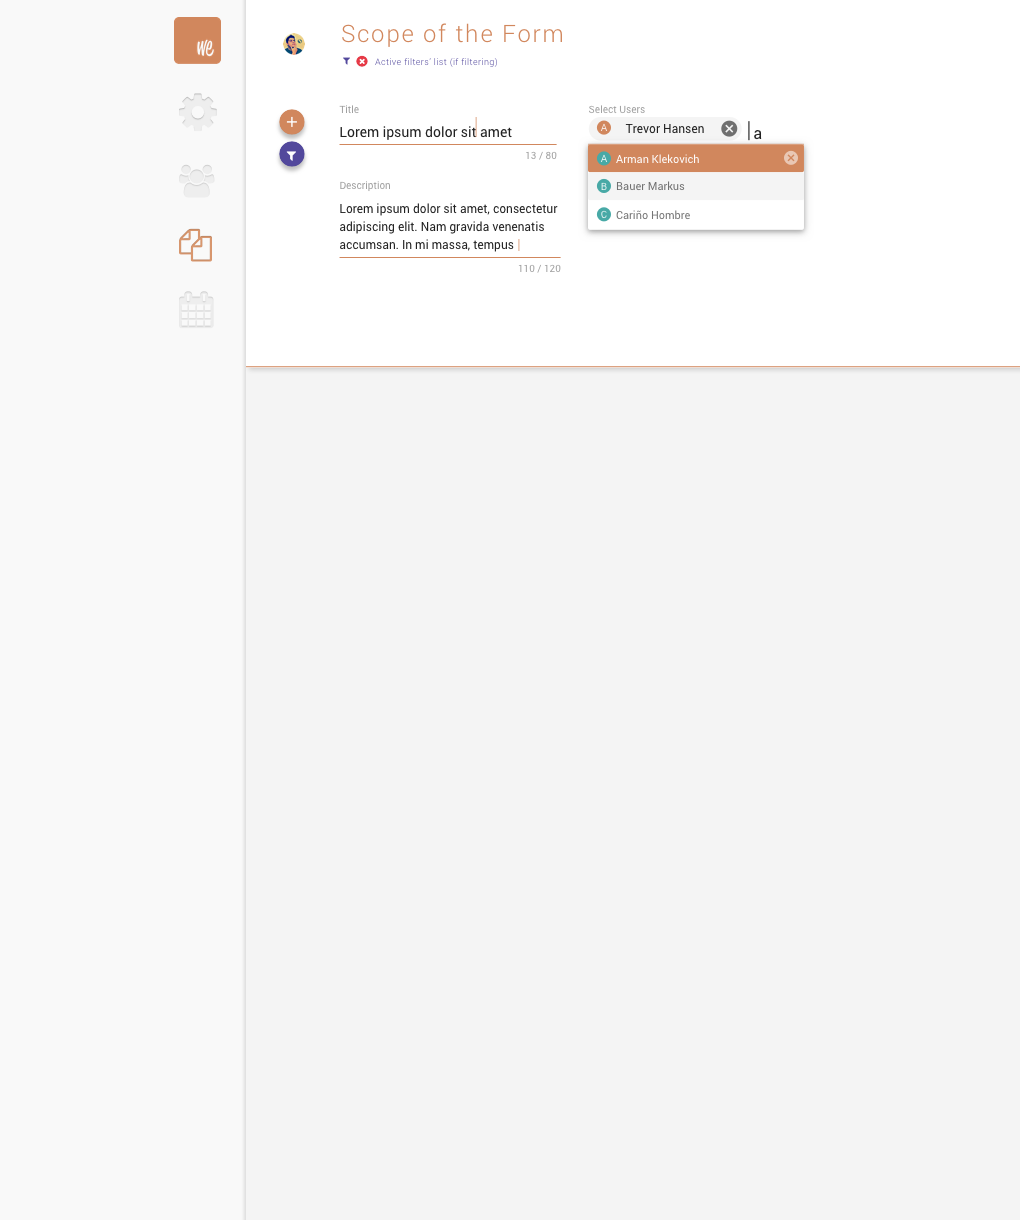 we
Scope of the Form
Active filters' list (if filtering)
Title
Lorem ipsum dolor sit amet
13 / 80
Description
Lorem ipsum dolor sit amet, consectetur
adipiscing elit. Nam gravida venenatis
accumsan. In mi massa, tempus
110 / 120
Select Users
A Trevor Hansen a
A Arman Klekovich
B Bauer Markus
C Cariño Hombre